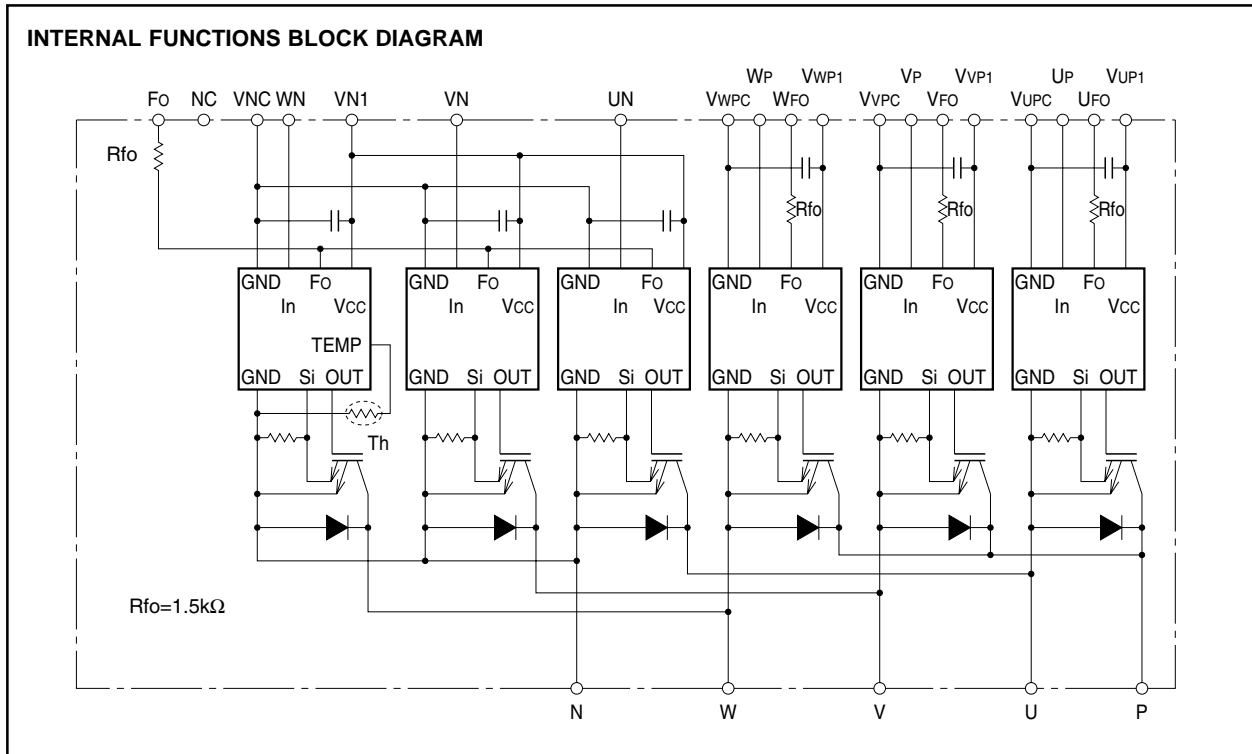 INTERNAL FUNCTIONS BLOCK DIAGRAM
WP VWP1 VP VVP1 UP VUP1
FO NC VNC WN VN1 VN UN VWPC WFO VVPC VFO VUPC UFO
Rfo
Rfo Rfo Rfo
GND FO GND FO GND FO GND FO GND FO GND FO
In VCC In VCC In VCC In VCC In VCC In VCC
TEMP
GND Si OUT GND Si OUT GND Si OUT GND Si OUT GND Si OUT GND Si OUT
Th
Rfo=1.5kΩ
N W V U P